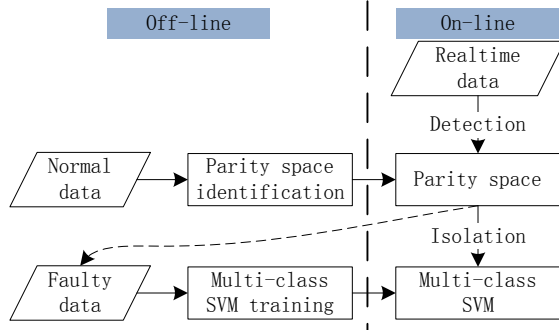 Off-line
On-line
Realtime
data
Detection
Normal
data
Parity space
identification
Parity space
Isolation
Faulty
data
Multi-class
SVM training
Multi-class
SVM